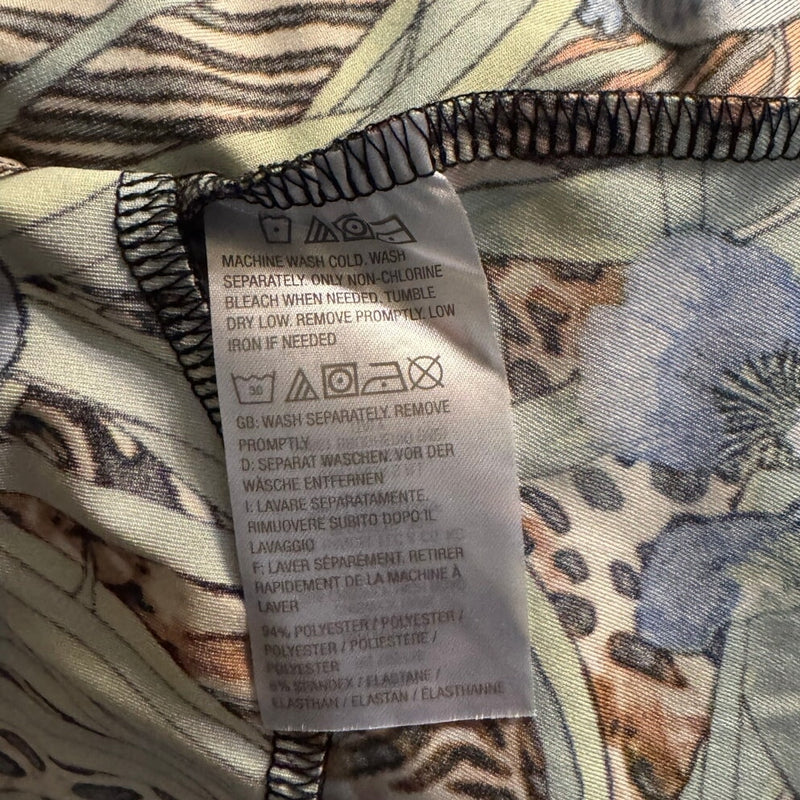 MACHINE WASH COLD. WASH
SEPARATELY. ONLY NON-CHLORINE
BLEACH WHEN NEEDED. TUMBLE
DRY LOW. REMOVE PROMPTLY. LOW
IRON IF NEEDED
30
GB: WASH SEPARATELY. REMOVE
PROMPTLY
D: SEPARAT WASCHEN. VOR DER
WÄSCHE ENTFERNEN
I: LAVARE SEPARATAMENTE.
RIMUOVERE SUBITO DOPO IL
LAVAGGIO
F: LAVER SÉPARÉMENT. RETIRER
RAPIDEMENT DE LA MACHINE À
LAVER
94% POLYESTER / POLYESTER /
POLYESTER / POLIESTERE /
POLYESTER
6% SPANDEX / ELASTANE /
ELASTHAN / ELASTAN / ÉLASTHANNE